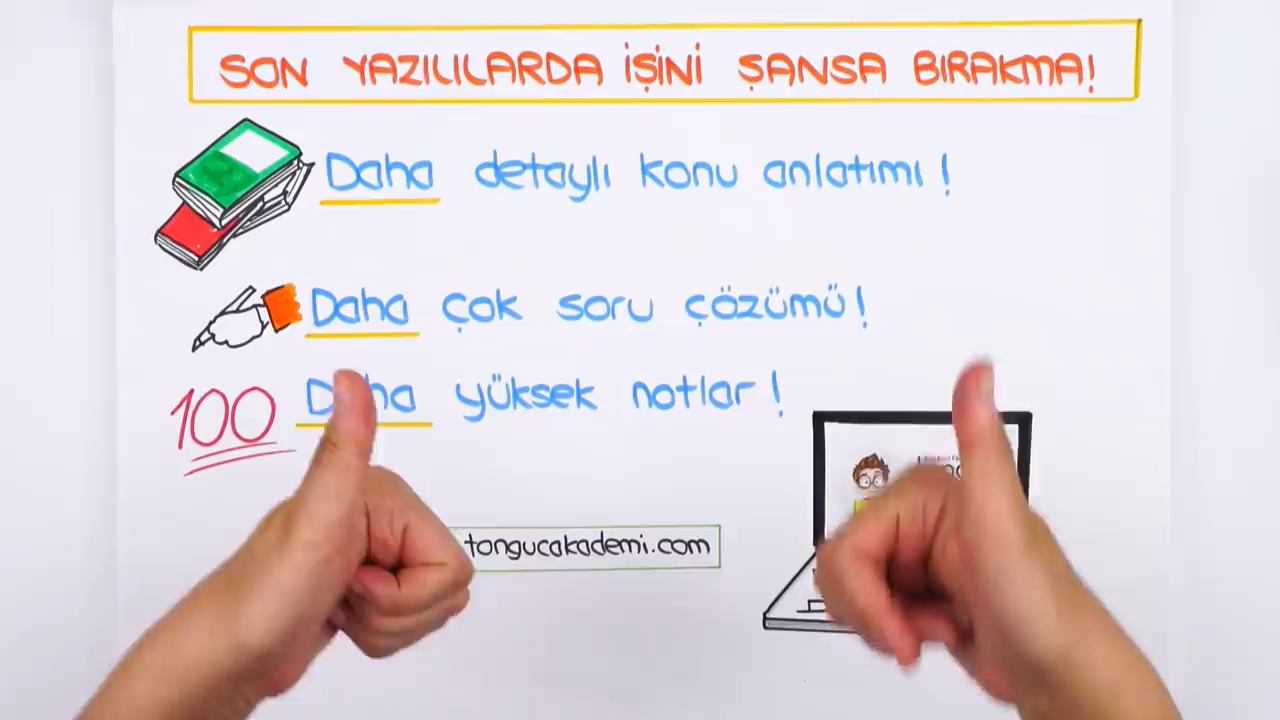 SON YAZILILARDA İŞİNİ ŞANSA BIRAKMA!
Daha detaylı konu anlatımı!
Daha çok soru çözümü!
100 Daha yüksek notlar!
tongucakademi.com